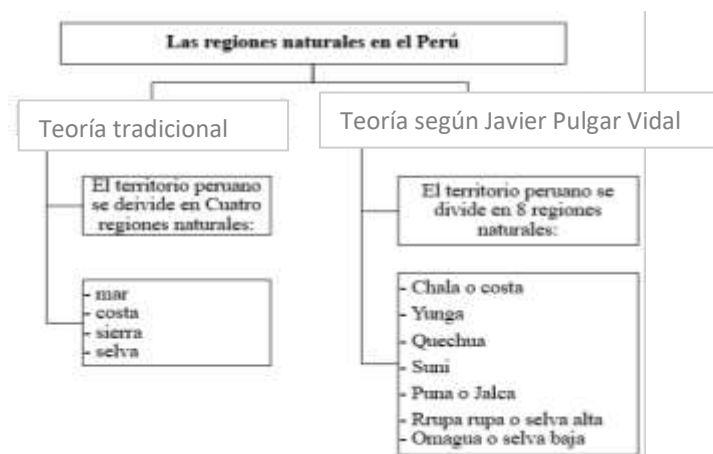 Las regiones naturales en el Perú
Teoría tradicional
El territorio peruano
se deivide en Cuatro
regiones naturales:
- mar
- costa
- sierra
- selva
Teoría según Javier Pulgar Vidal
El territorio peruano se
divide en 8 regiones
naturales:
- Chala o costa
- Yunga
- Quechua
- Suni
- Puna o Jalca
- Rrupa rupa o selva alta
- Omagua o selva baja